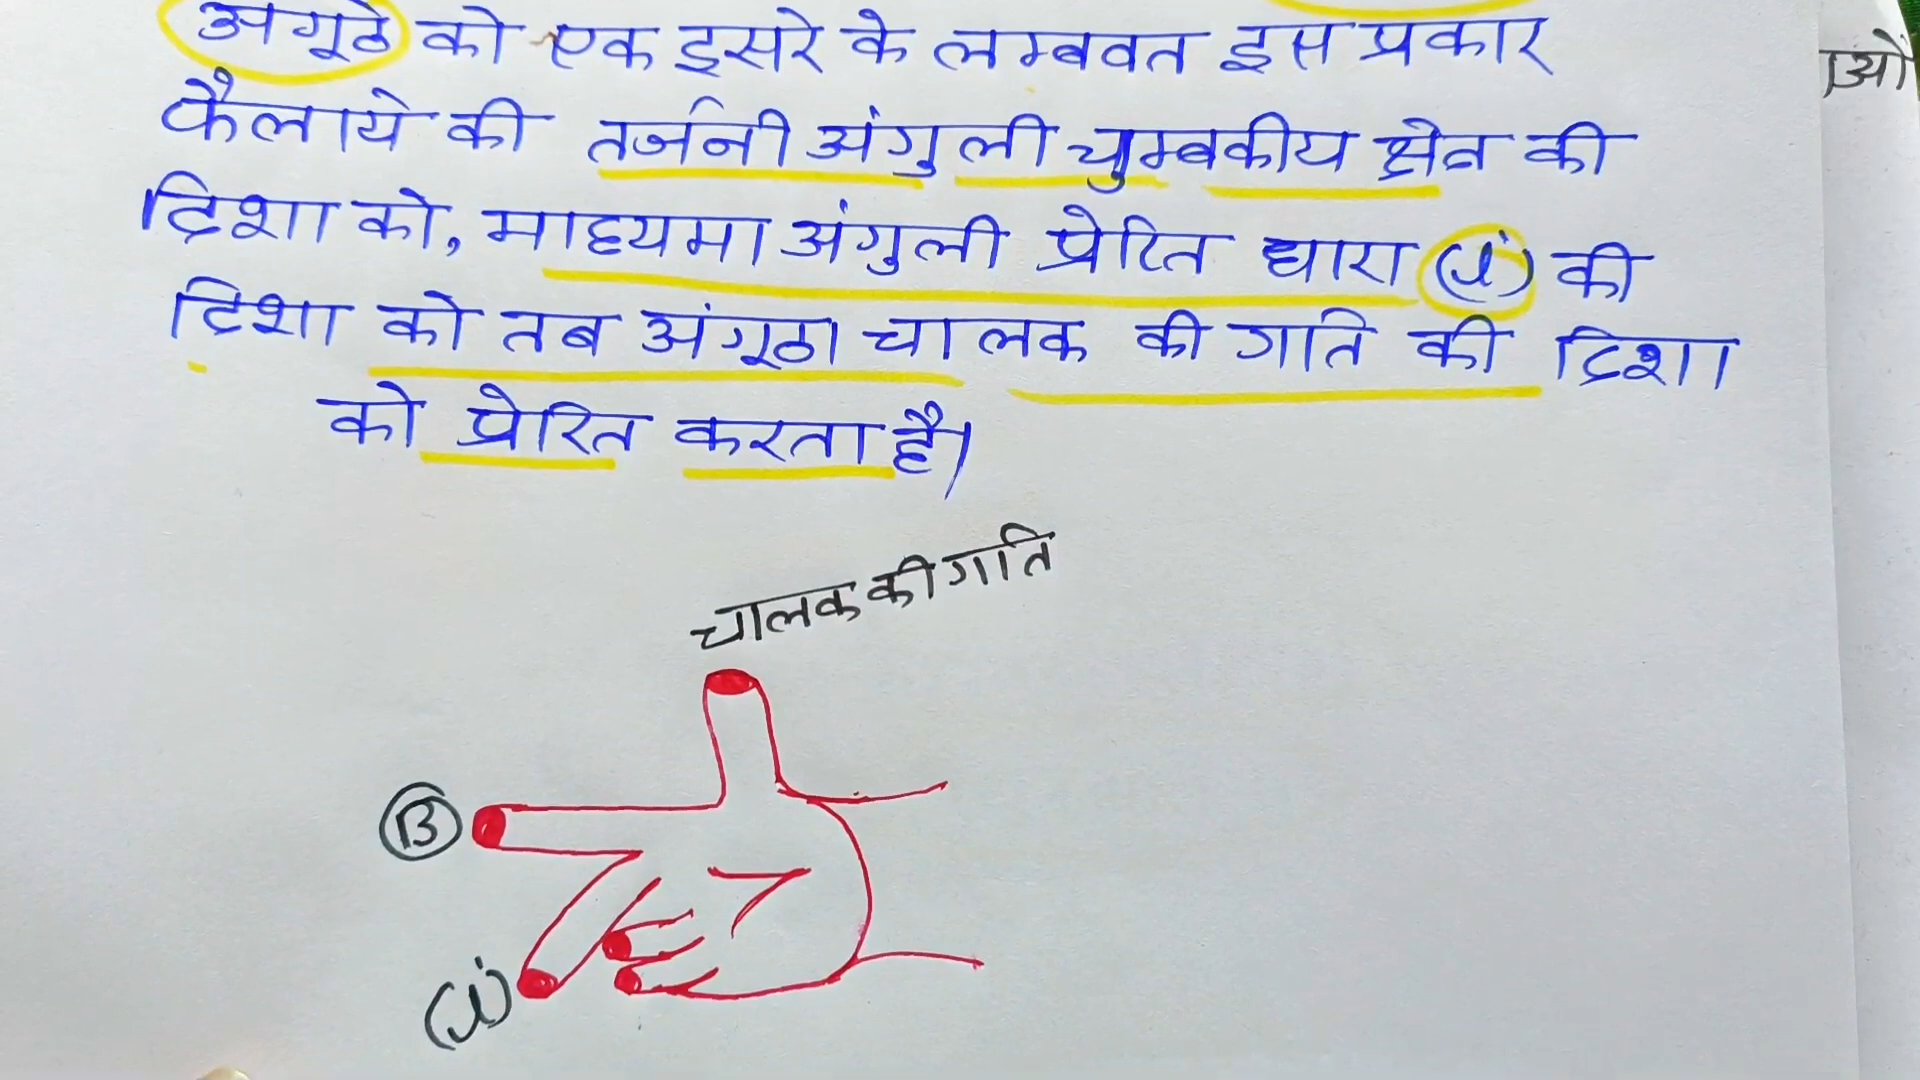 अंगूठे को एक दूसरे के लम्बवत इस प्रकार
फैलाये की तर्जनी अंगुली चुम्बकीय क्षेत्र की
दिशा को, माध्यमा अंगुली प्रेरित धारा (i) की
दिशा को तब अंगूठा चालक की गति की दिशा
को प्रेरित करता है।
चालक की गति
B
(i)